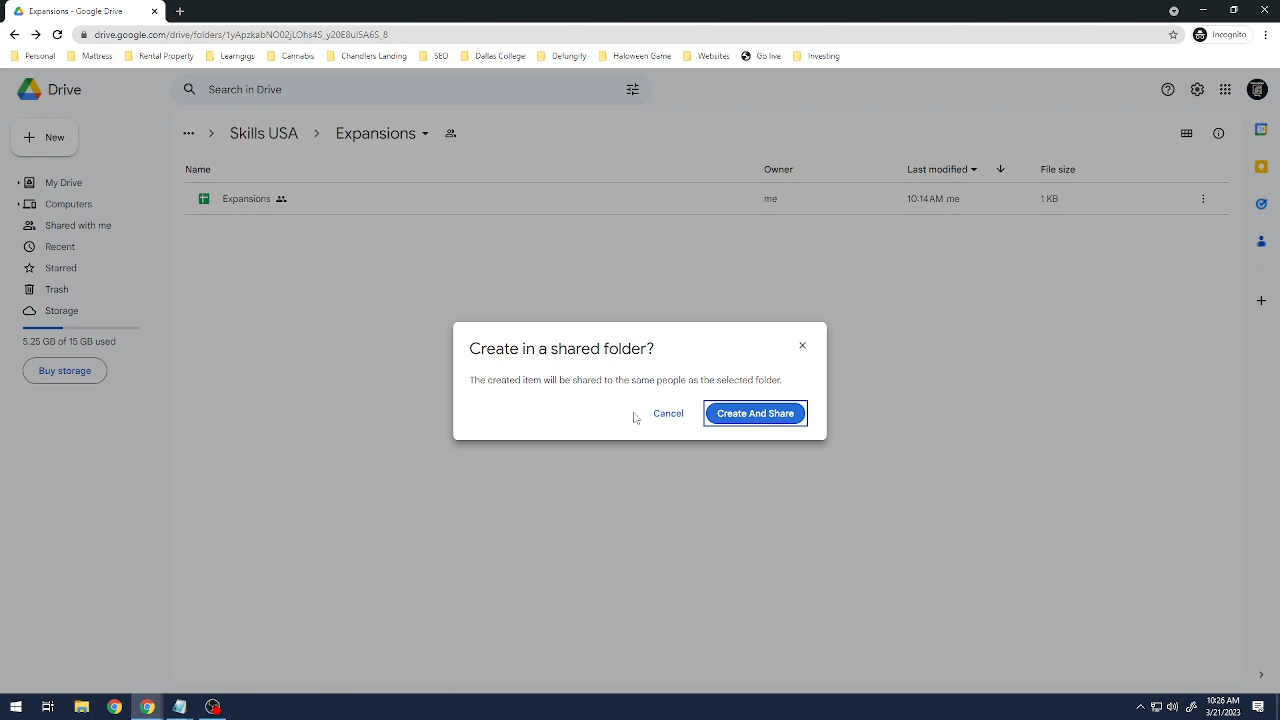 Expansions - Google Drive
Incognito
drive.google.com/drive/folders/1yApzkabNO02jLOhs4S_y20E8ul5A6S_8
Personal Mattress Rental Property Learngigs Cannabis Chandlers Landing SEO Dallas College Defungify Haloween Game Websites Go live Investing
Drive
Search in Drive
New
Skills USA > Expansions
Name Owner Last modified File size
Expansions me 10:14 AM me 1 KB
My Drive
Computers
Shared with me
Recent
Starred
Trash
Storage
5.25 GB of 15 GB used
Buy storage
Create in a shared folder?
The created item will be shared to the same people as the selected folder.
Cancel Create And Share
10:26 AM
3/21/2023